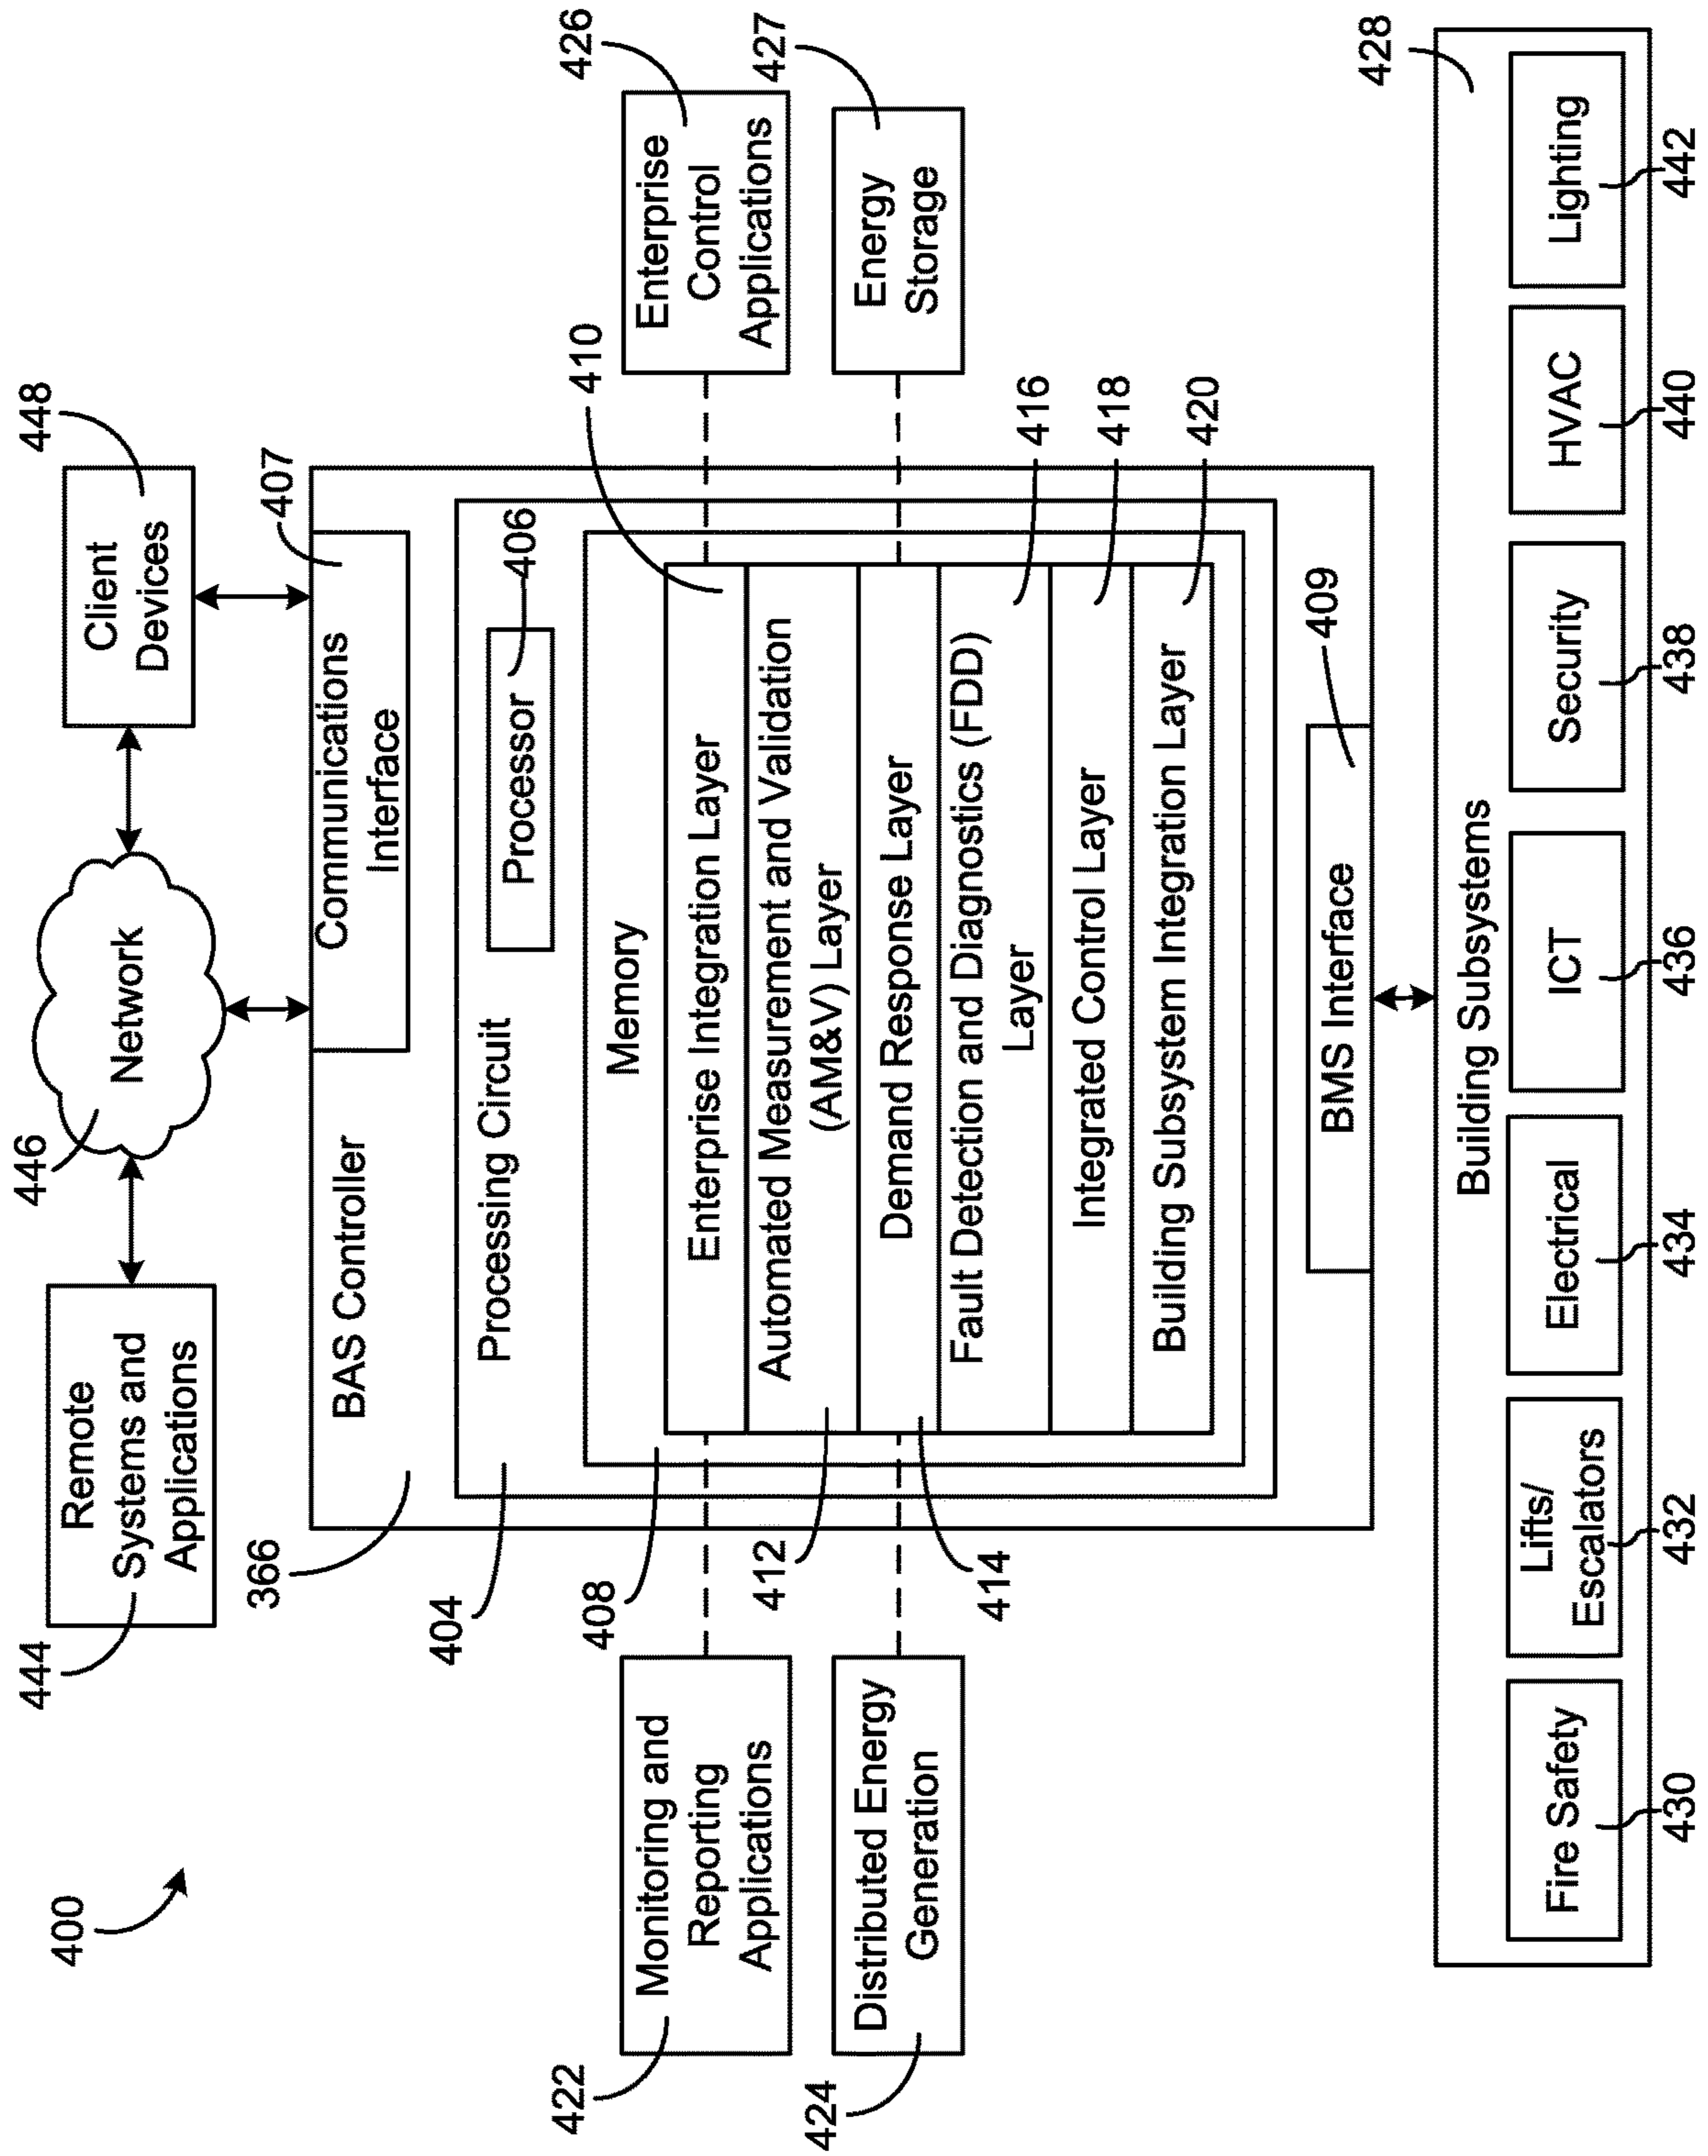 400
444
Remote
Systems and
Applications
446
Network
448
Client
Devices
366
BAS Controller
407
Communications
Interface
404
Processing Circuit
Processor
406
408
Memory
410
Enterprise Integration Layer
412
Automated Measurement and Validation
(AM&V) Layer
414
Demand Response Layer
Fault Detection and Diagnostics (FDD)
Layer
416
Integrated Control Layer
418
Building Subsystem Integration Layer
420
BMS Interface
409
422
Monitoring and
Reporting
Applications
424
Distributed Energy
Generation
426
Enterprise
Control
Applications
427
Energy
Storage
428
Building Subsystems
Fire Safety
Lifts/
Escalators
Electrical
ICT
Security
HVAC
Lighting
430
432
434
436
438
440
442